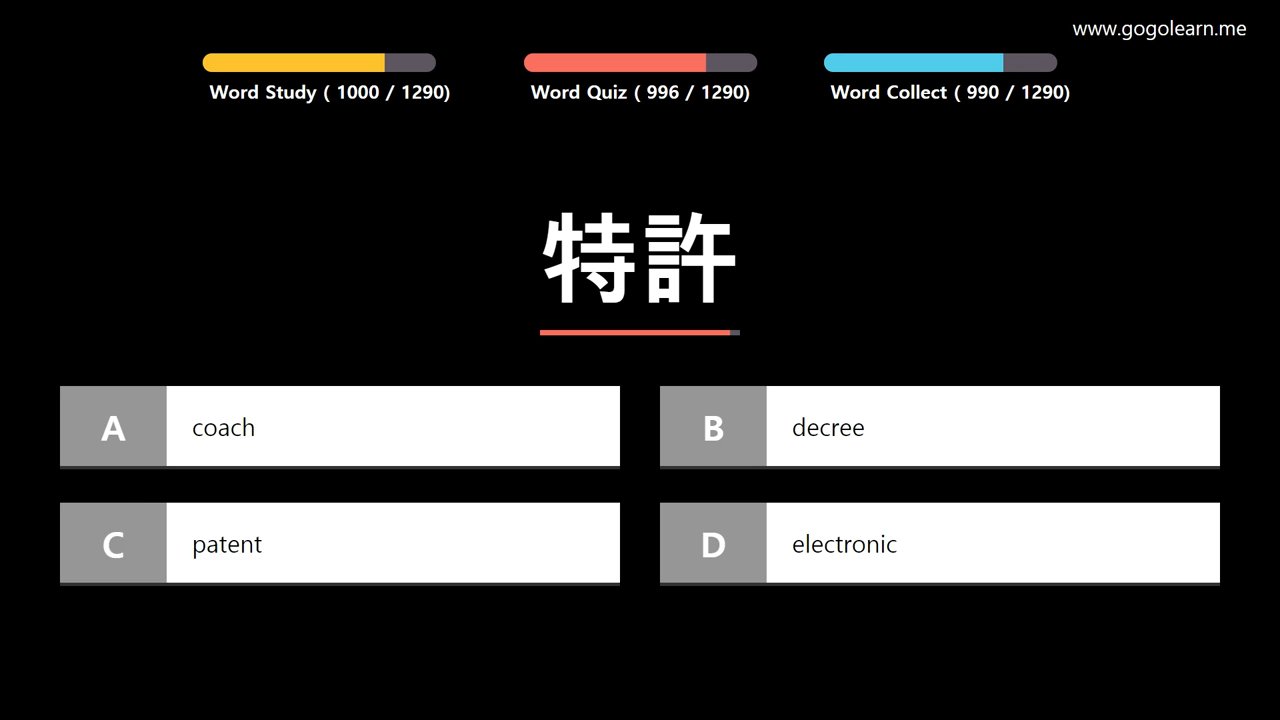 www.gogolearn.me
Word Study ( 1000 / 1290)
Word Quiz ( 996 / 1290)
Word Collect ( 990 / 1290)
特許
A coach
B decree
C patent
D electronic